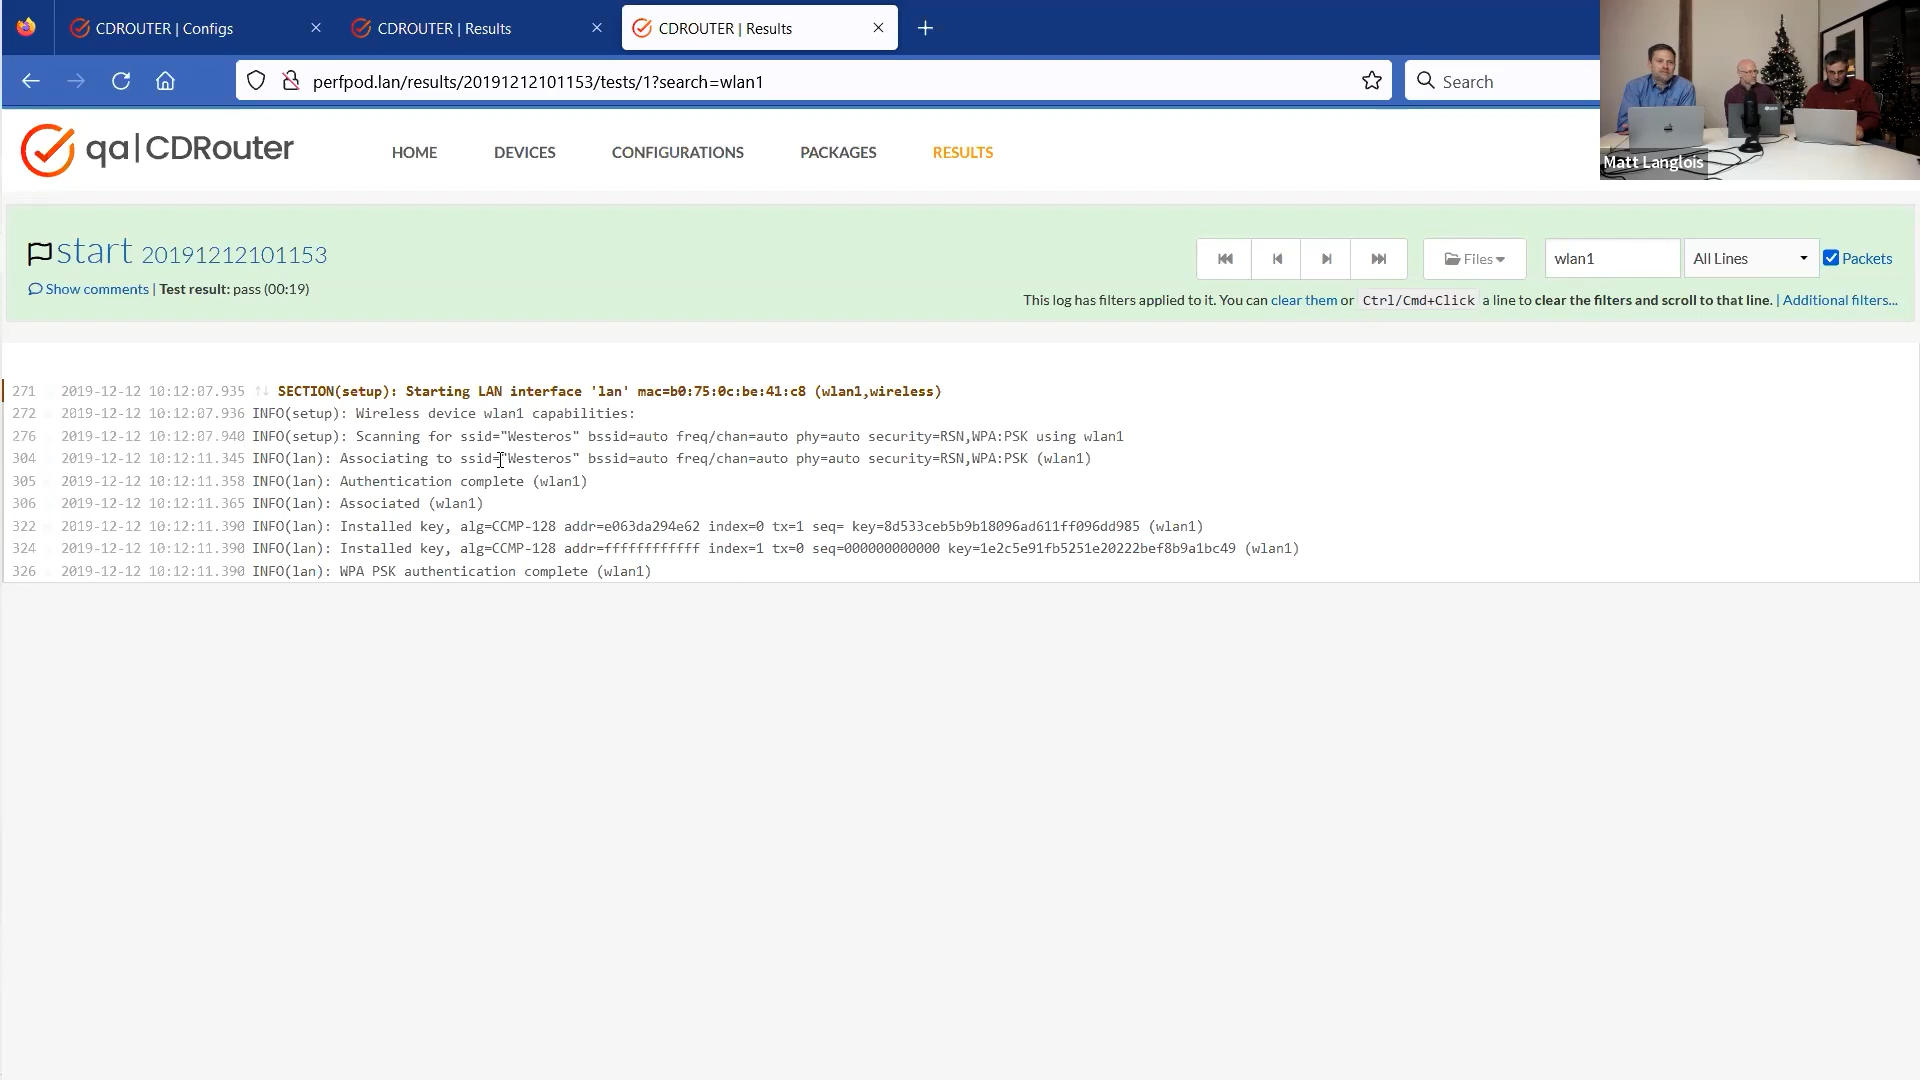 CDROUTER | Configs
CDROUTER | Results
CDROUTER | Results
perfpod.lan/results/20191212101153/tests/1?search=wlan1
Search
Matt Langlois
qa|CDRouter
HOME DEVICES CONFIGURATIONS PACKAGES RESULTS
start 20191212101153
Show comments | Test result: pass (00:19)
Files
wlan1
All Lines
Packets
This log has filters applied to it. You can clear them or Ctrl/Cmd+Click a line to clear the filters and scroll to that line. | Additional filters...
271 2019-12-12 10:12:07.935 SECTION(setup): Starting LAN interface 'lan' mac=b0:75:0c:be:41:c8 (wlan1,wireless)
272 2019-12-12 10:12:07.936 INFO(setup): Wireless device wlan1 capabilities:
276 2019-12-12 10:12:07.940 INFO(setup): Scanning for ssid="Westeros" bssid=auto freq/chan=auto phy=auto security=RSN,WPA:PSK using wlan1
304 2019-12-12 10:12:11.345 INFO(lan): Associating to ssid="Westeros" bssid=auto freq/chan=auto phy=auto security=RSN,WPA:PSK (wlan1)
305 2019-12-12 10:12:11.358 INFO(lan): Authentication complete (wlan1)
306 2019-12-12 10:12:11.365 INFO(lan): Associated (wlan1)
322 2019-12-12 10:12:11.390 INFO(lan): Installed key, alg=CCMP-128 addr=e063da294e62 index=0 tx=1 seq= key=8d533ceb5b9b18096ad611ff096dd985 (wlan1)
324 2019-12-12 10:12:11.390 INFO(lan): Installed key, alg=CCMP-128 addr=ffffffffffff index=1 tx=0 seq=000000000000 key=1e2c5e91fb5251e20222bef8b9a1bc49 (wlan1)
326 2019-12-12 10:12:11.390 INFO(lan): WPA PSK authentication complete (wlan1)